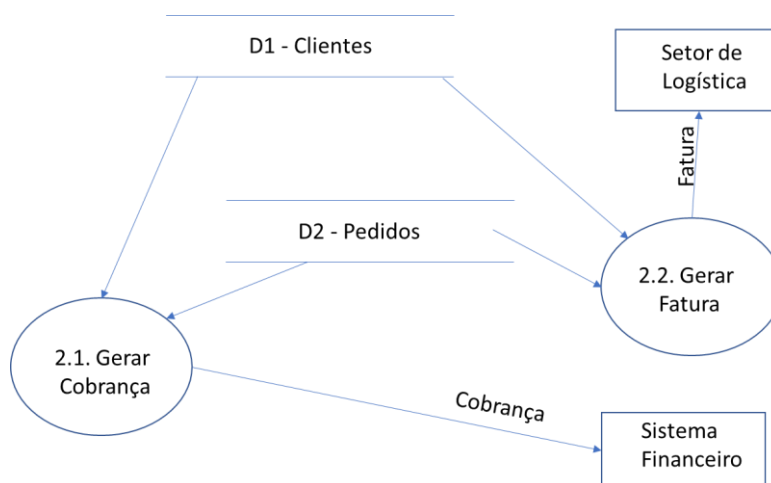 D1 - Clientes
Setor de
Logística
Fatura
D2 - Pedidos
2.2. Gerar
Fatura
2.1. Gerar
Cobrança
Cobrança
Sistema
Financeiro